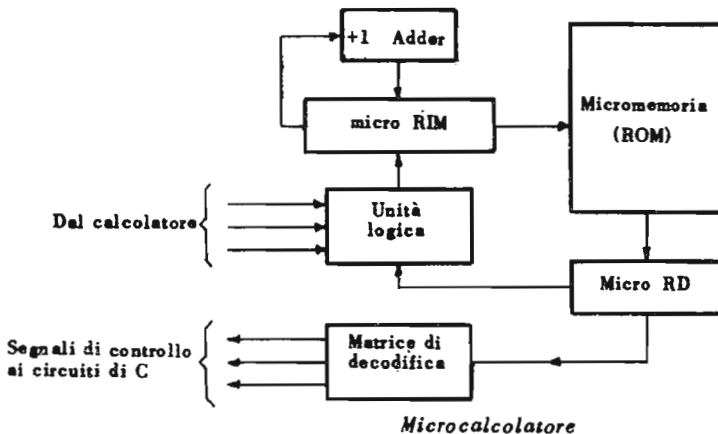 +1 Adder
micro RIM
Micromemoria
(ROM)
Dal calcolatore
Unità
logica
Micro RD
Segnali di controllo
ai circuiti di C
Matrice di
decodifica
Microcalcolatore